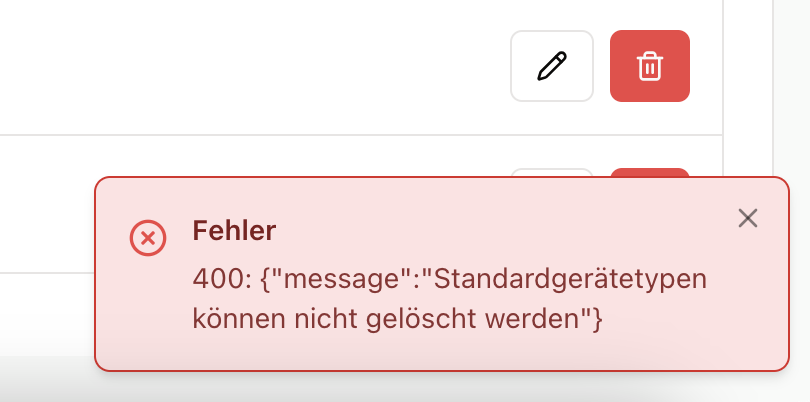 Fehler
400: {"message":"Standardgerätetypen
können nicht gelöscht werden"}